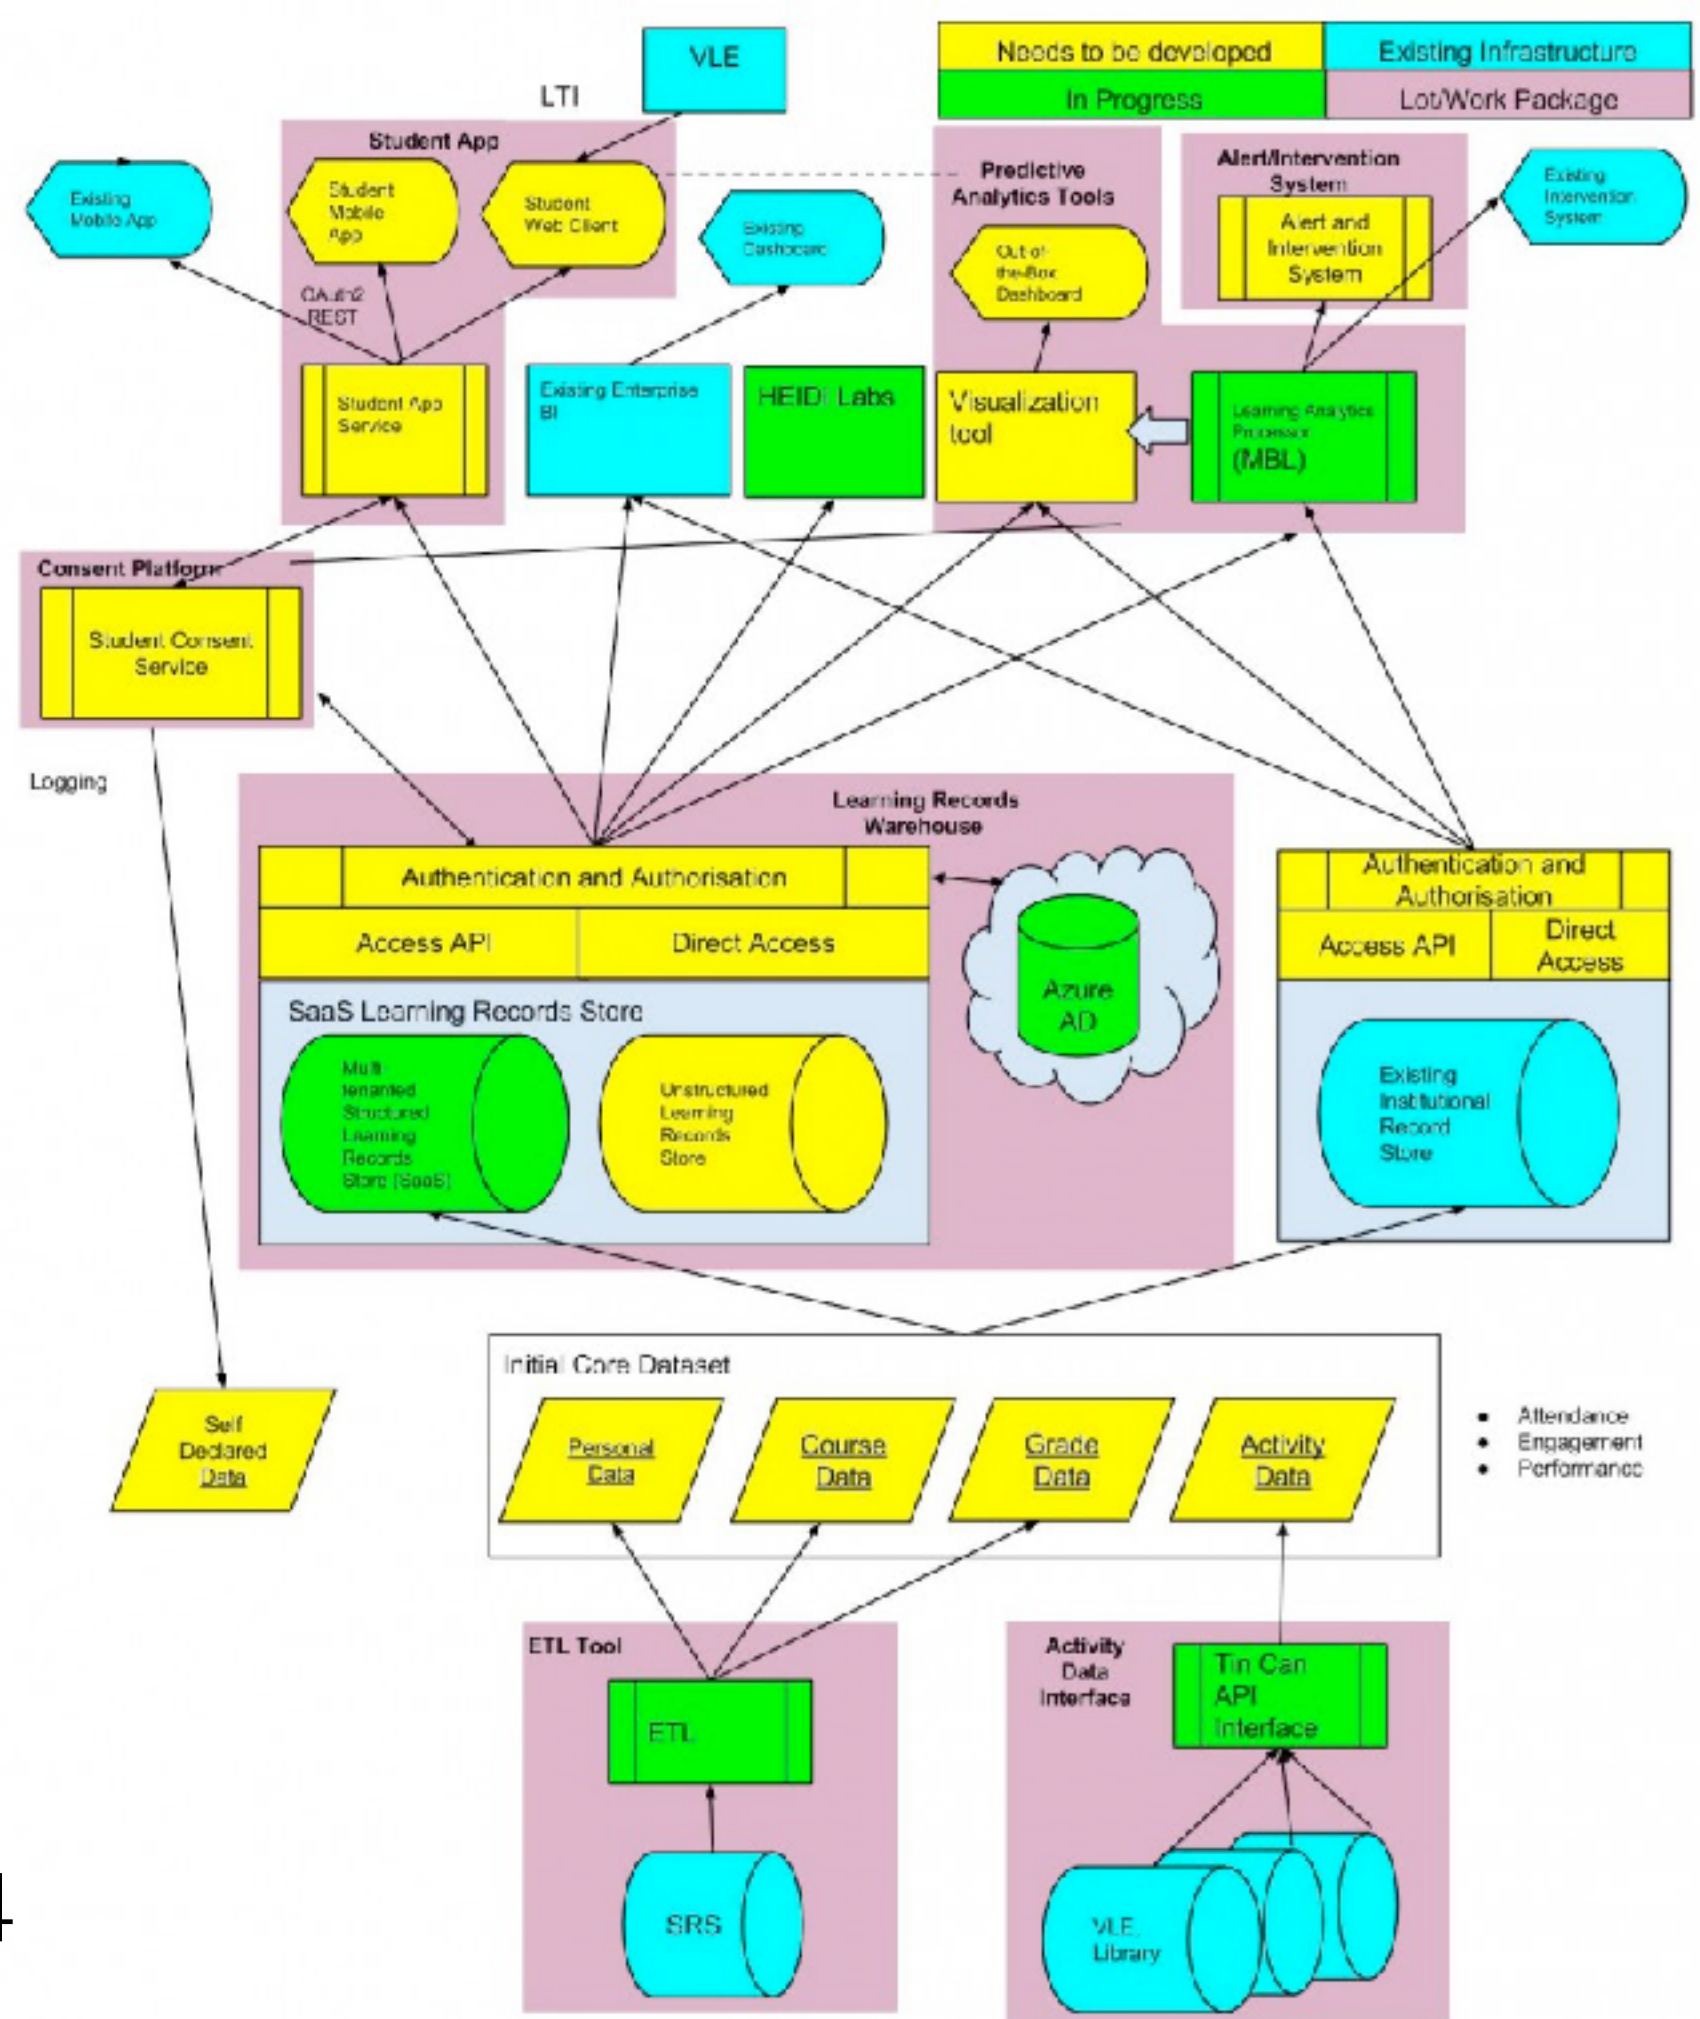 VLE
Needs to be developed
Existing Infrastructure
In Progress
Lot/Work Package
LTI
Student App
Existing
Mobile App
Student
Mobile
App
Student
Web Client
Existing
Dashboard
Predictive
Analytics Tools
Out-of-
the-Box
Dashboard
Alert/Intervention
System
Alert and
Intervention
System
Existing
Intervention
System
OAuth2
REST
Student App
Service
Existing Enterprise
BI
HEIDI Labs
Visualization
tool
Learning Analytics
Processor
(MBL)
Consent Platform
Student Consent
Service
Logging
Learning Records
Warehouse
Authentication and Authorisation
Access API
Direct Access
SaaS Learning Records Store
Multi-
tenanted
Structured
Learning
Records
Store (SaaS)
Unstructured
Learning
Records
Store
Azure
AD
Authentication and
Authorisation
Access API
Direct
Access
Existing
Institutional
Record
Store
Initial Core Dataset
Self
Declared
Data
Personal
Data
Course
Data
Grade
Data
Activity
Data
• Attendance
• Engagement
• Performance
ETL Tool
ETL
SRS
Activity
Data
Interface
Tin Can
API
Interface
VLE,
Library